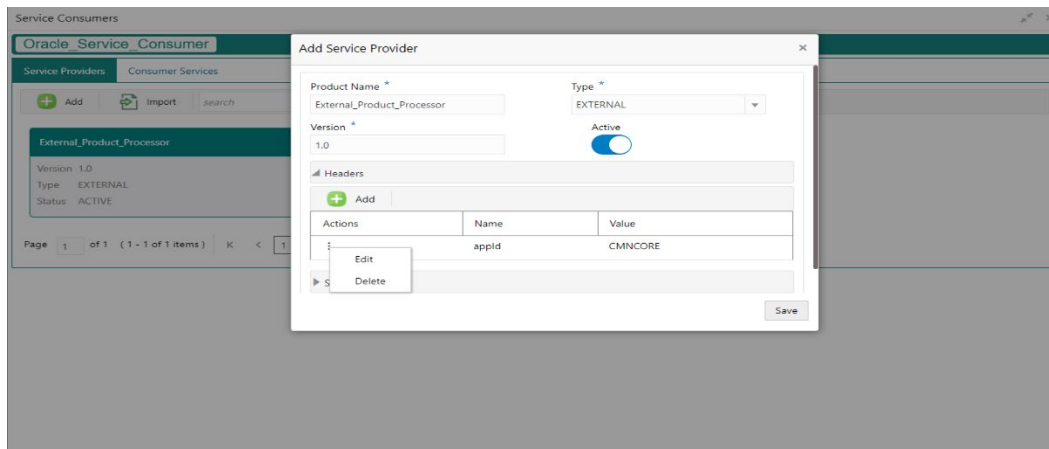 Service Consumers
Oracle_Service_Consumer
Service Providers Consumer Services
Add Import search
External_Product_Processor
Version 1.0
Type EXTERNAL
Status ACTIVE
Page 1 of 1 (1 - 1 of 1 items) K < 1
Add Service Provider ×
Product Name * Type *
External_Product_Processor EXTERNAL
Version * Active
1.0
Headers
Add
Actions Name Value
appId CMNCORE
Edit
Delete
S
Save